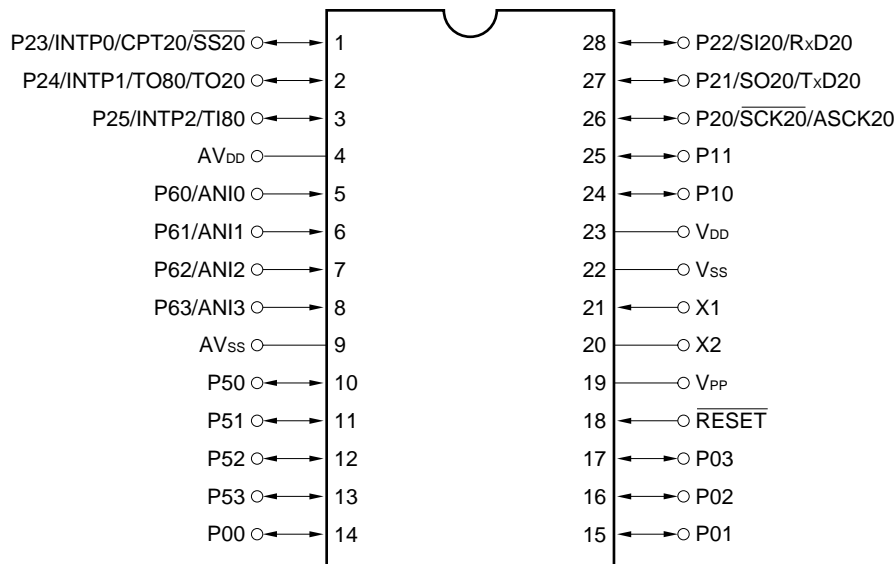 P23/INTP0/CPT20/SS20 1 28 P22/SI20/RxD20
P24/INTP1/TO80/TO20 2 27 P21/SO20/TxD20
P25/INTP2/TI80 3 26 P20/SCK20/ASCK20
AVDD 4 25 P11
P60/ANI0 5 24 P10
P61/ANI1 6 23 VDD
P62/ANI2 7 22 VSS
P63/ANI3 8 21 X1
AVSS 9 20 X2
P50 10 19 VPP
P51 11 18 RESET
P52 12 17 P03
P53 13 16 P02
P00 14 15 P01